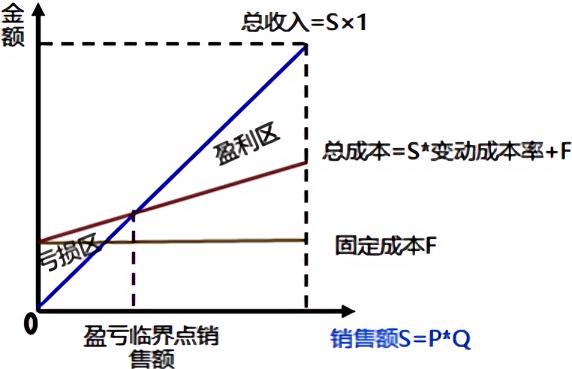 金
额
总收入=S×1
盈利区
总成本=S*变动成本率+F
亏损区
固定成本F
0
盈亏临界点销
售额
销售额S=P*Q